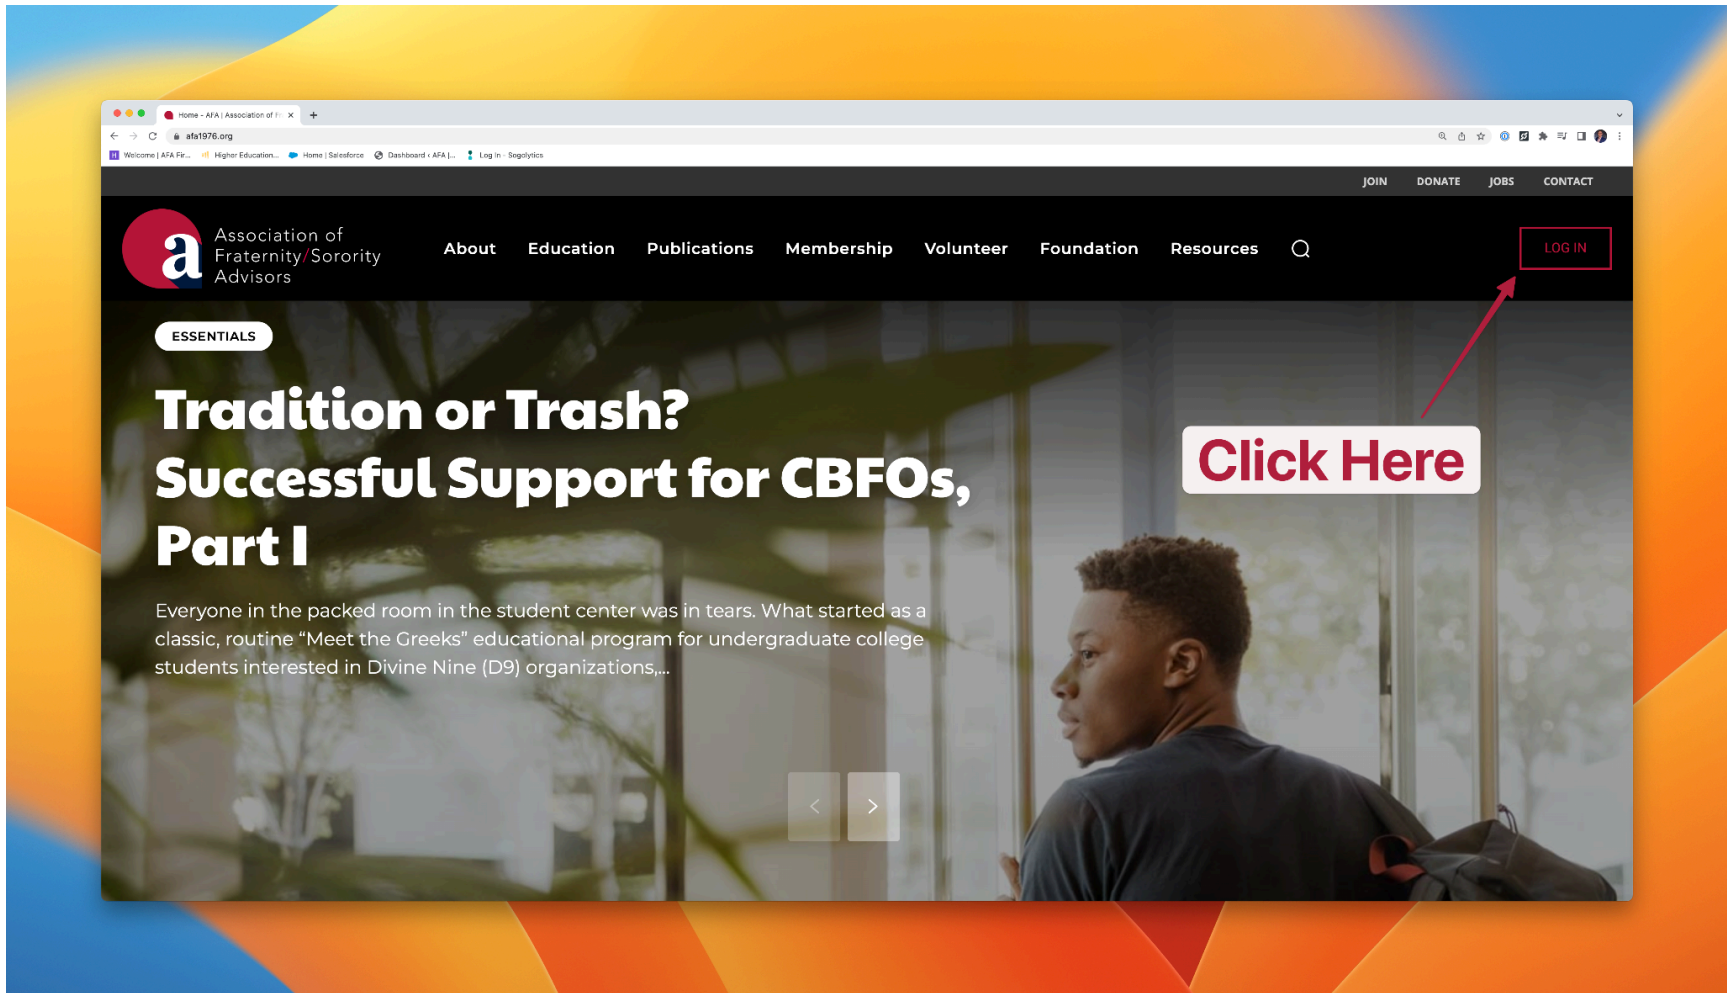 Home - AFA | Association of Fr
afa1976.org
Welcome | AFA Fir...
Higher Education...
Home | Salesforce
Dashboard ‹ AFA |...
Log In - Segolytics
JOIN
DONATE
JOBS
CONTACT
a
Association of
Fraternity/Sorority
Advisors
About
Education
Publications
Membership
Volunteer
Foundation
Resources
LOG IN
ESSENTIALS
Tradition or Trash?
Successful Support for CBFOs,
Part I
Click Here
Everyone in the packed room in the student center was in tears. What started as a
classic, routine “Meet the Greeks” educational program for undergraduate college
students interested in Divine Nine (D9) organizations,...